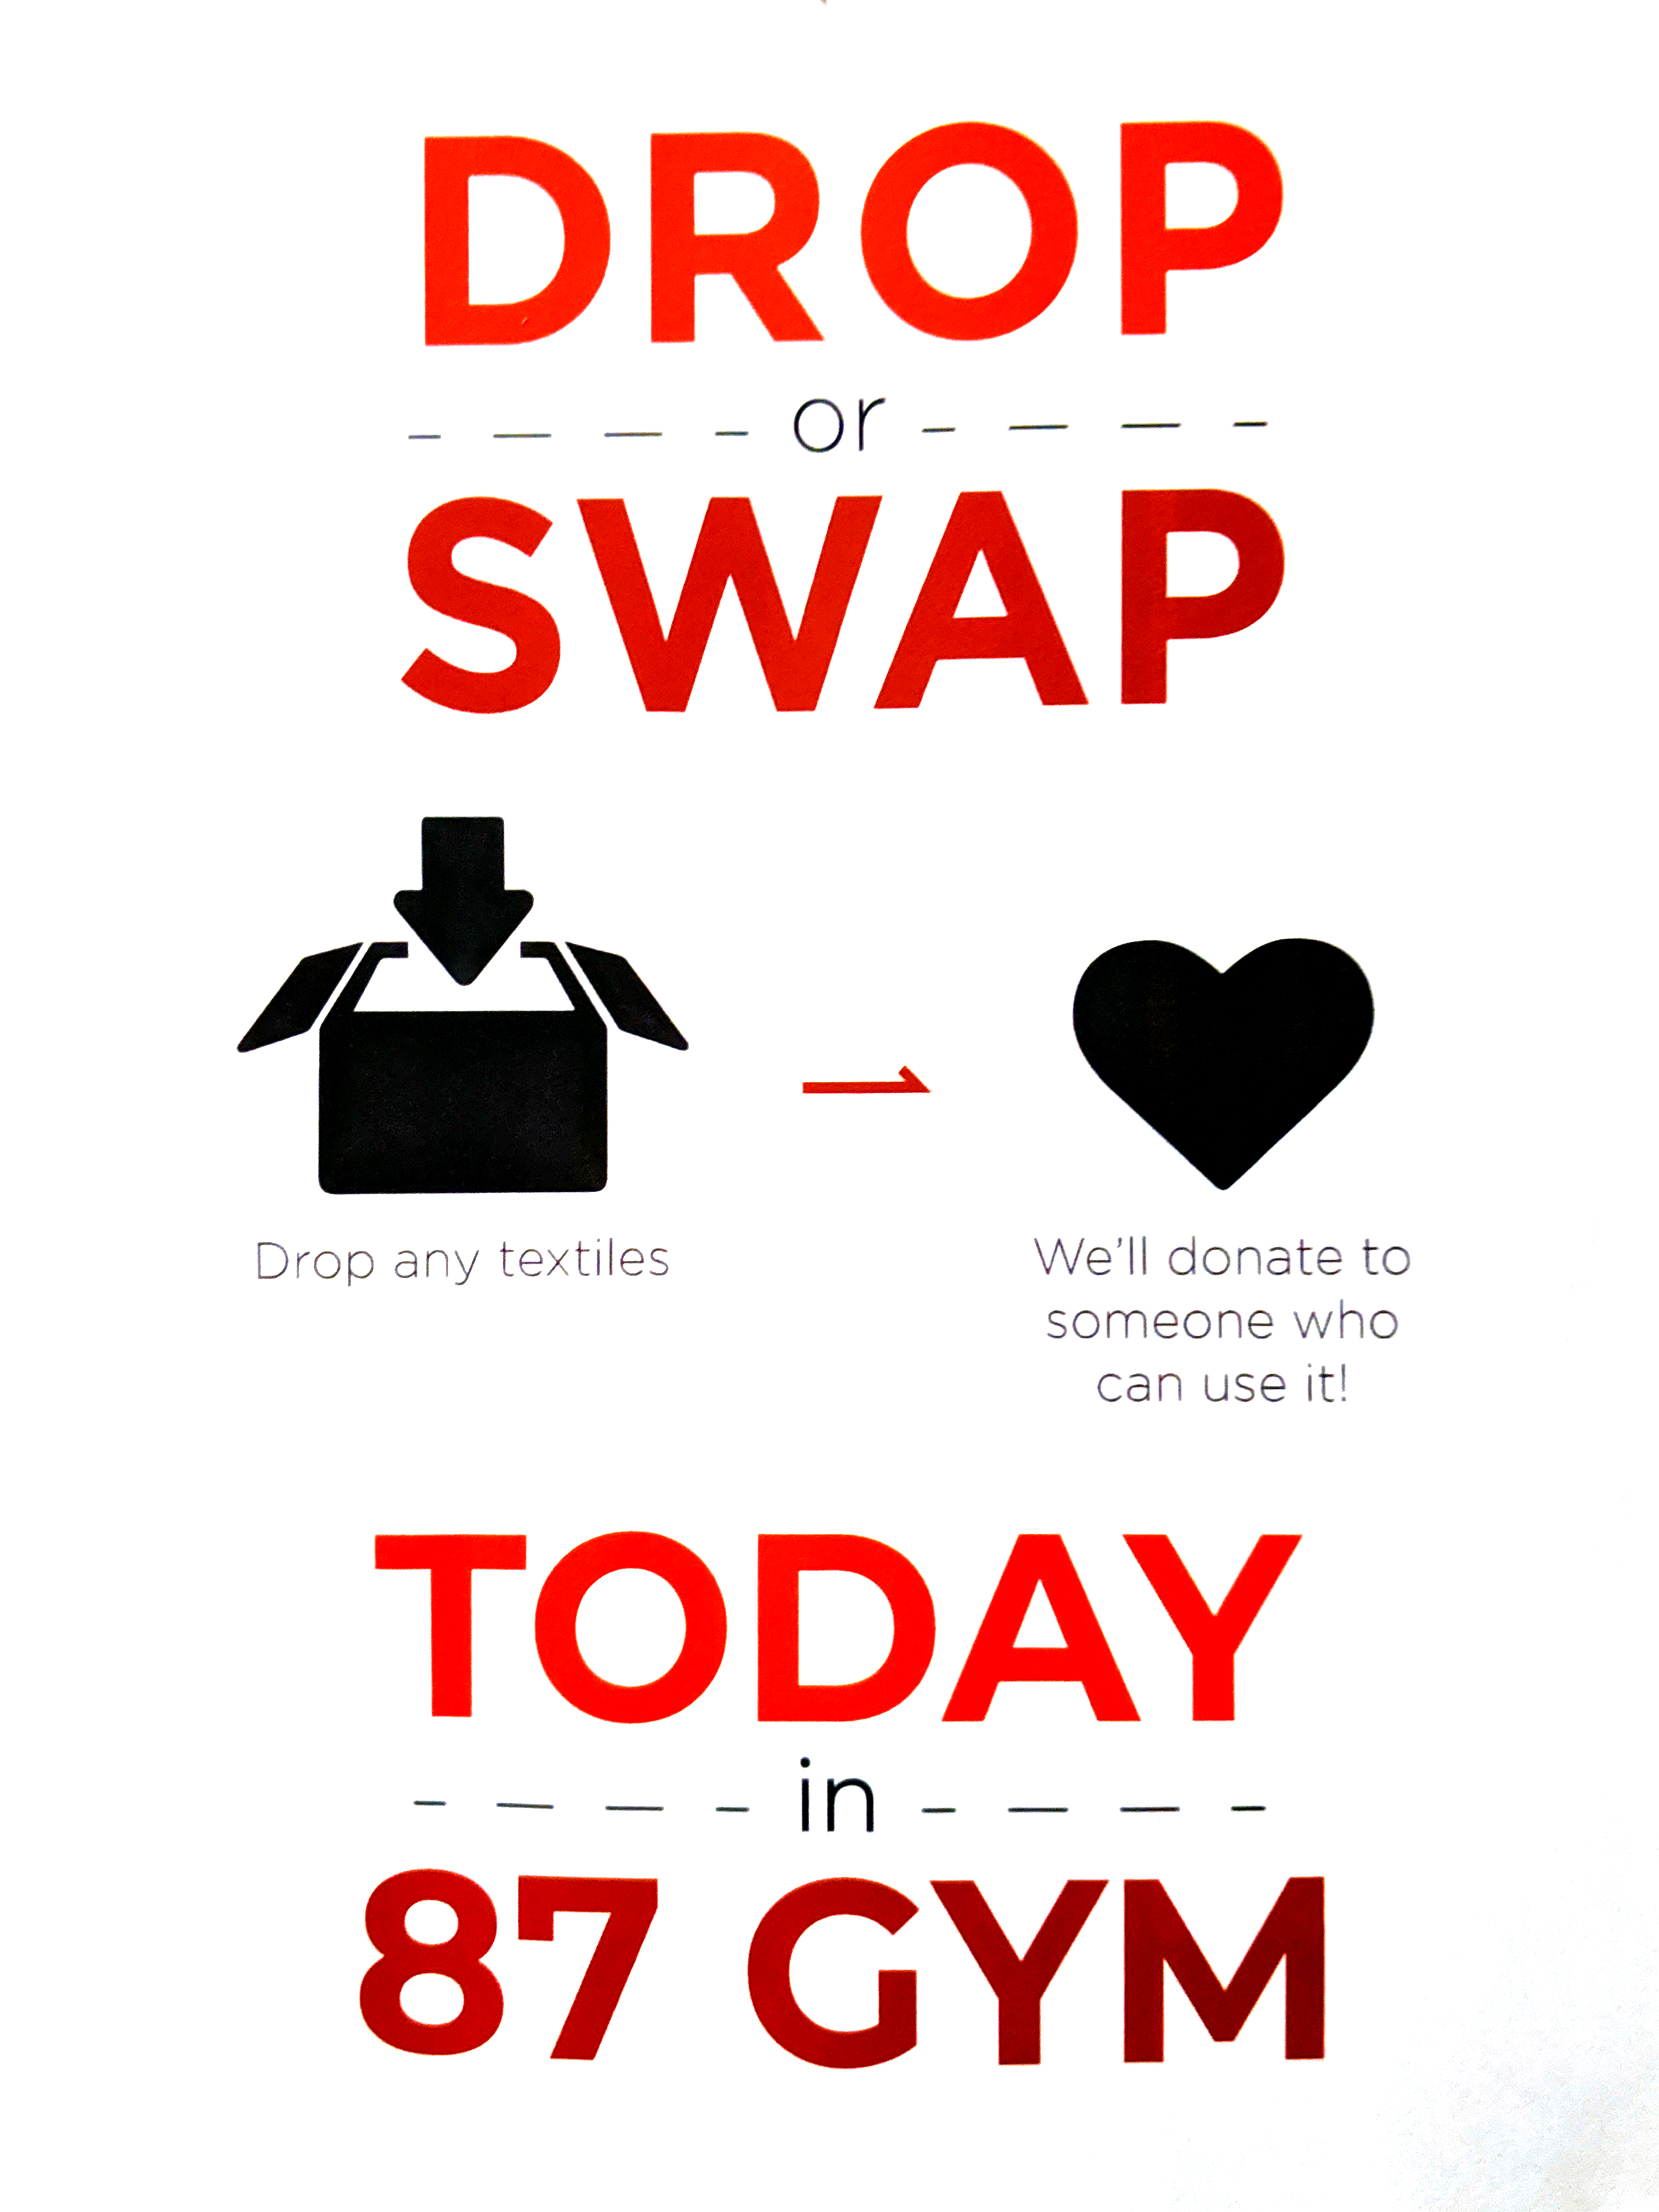 DROP
or
SWAP
Drop any textiles
We'll donate to
someone who
can use it!
TODAY
in
87 GYM